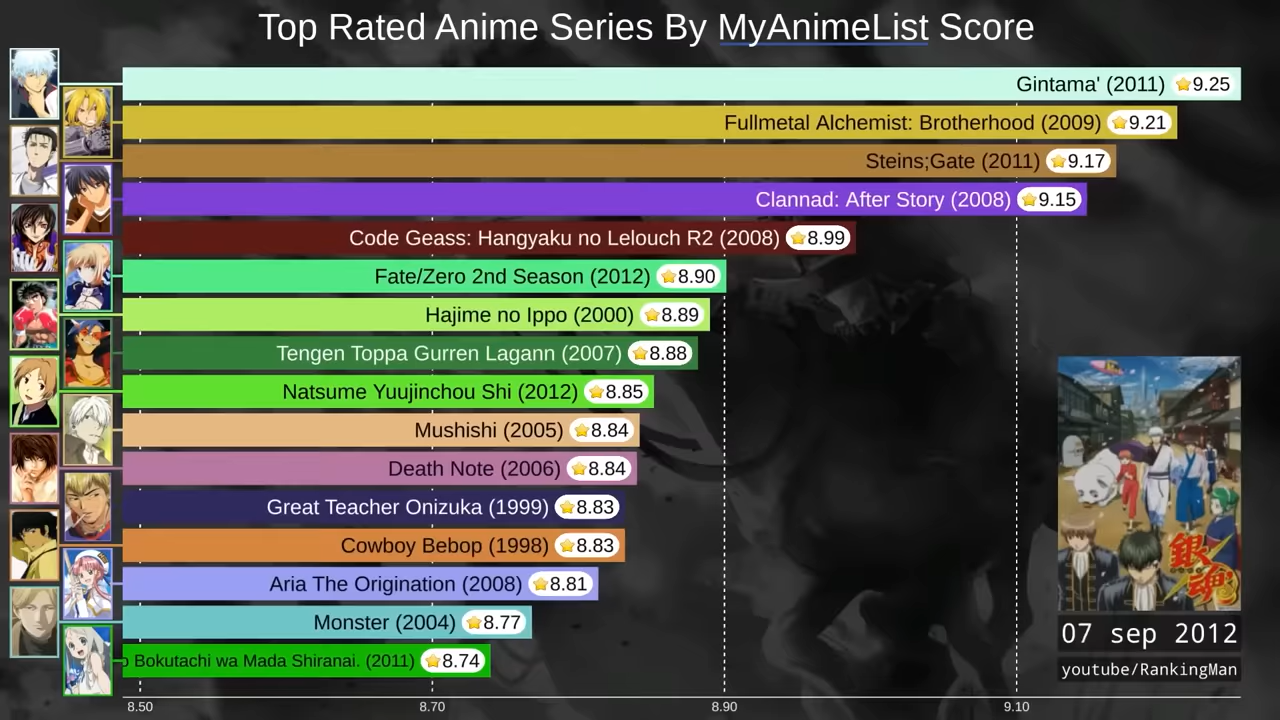 Top Rated Anime Series By MyAnimeList Score
Gintama' (2011) 9.25
Fullmetal Alchemist: Brotherhood (2009) 9.21
Steins;Gate (2011) 9.17
Clannad: After Story (2008) 9.15
Code Geass: Hangyaku no Lelouch R2 (2008) 8.99
Fate/Zero 2nd Season (2012) 8.90
Hajime no Ippo (2000) 8.89
Tengen Toppa Gurren Lagann (2007) 8.88
Natsume Yuujinchou Shi (2012) 8.85
Mushishi (2005) 8.84
Death Note (2006) 8.84
Great Teacher Onizuka (1999) 8.83
Cowboy Bebop (1998) 8.83
Aria The Origination (2008) 8.81
Monster (2004) 8.77
Bokutachi wa Mada Shiranai. (2011) 8.74
銀魂
07 sep 2012
youtube/RankingMan
8.50 8.70 8.90 9.10